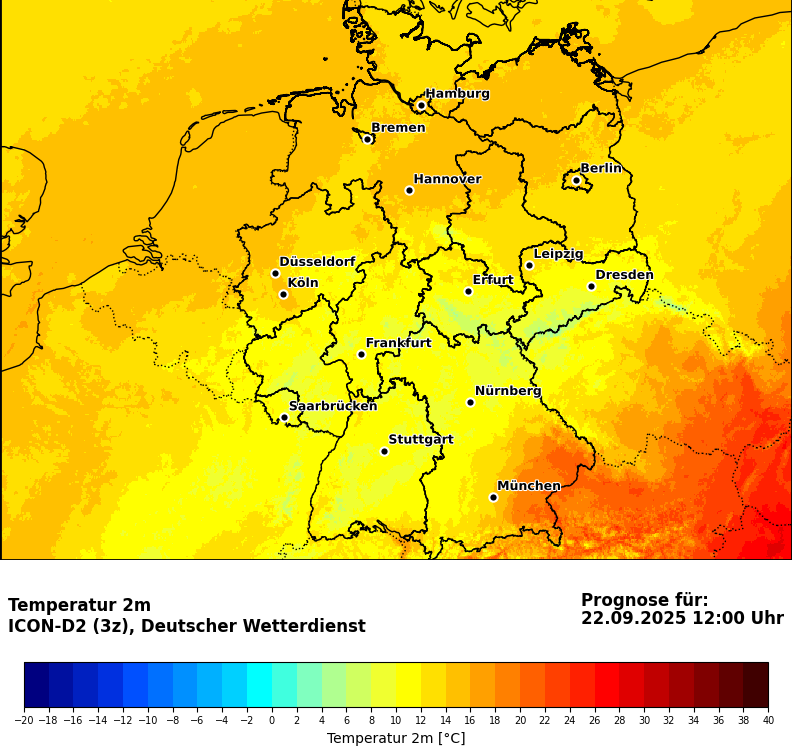 Hamburg
Bremen
Berlin
Hannover
Leipzig
Düsseldorf
Dresden
Köln
Erfurt
Frankfurt
Nürnberg
Saarbrücken
Stuttgart
München
Temperatur 2m
ICON-D2 (3z), Deutscher Wetterdienst
Prognose für:
22.09.2025 12:00 Uhr
−20 −18 −16 −14 −12 −10 −8 −6 −4 −2 0 2 4 6 8 10 12 14 16 18 20 22 24 26 28 30 32 34 36 38 40
Temperatur 2m [°C]